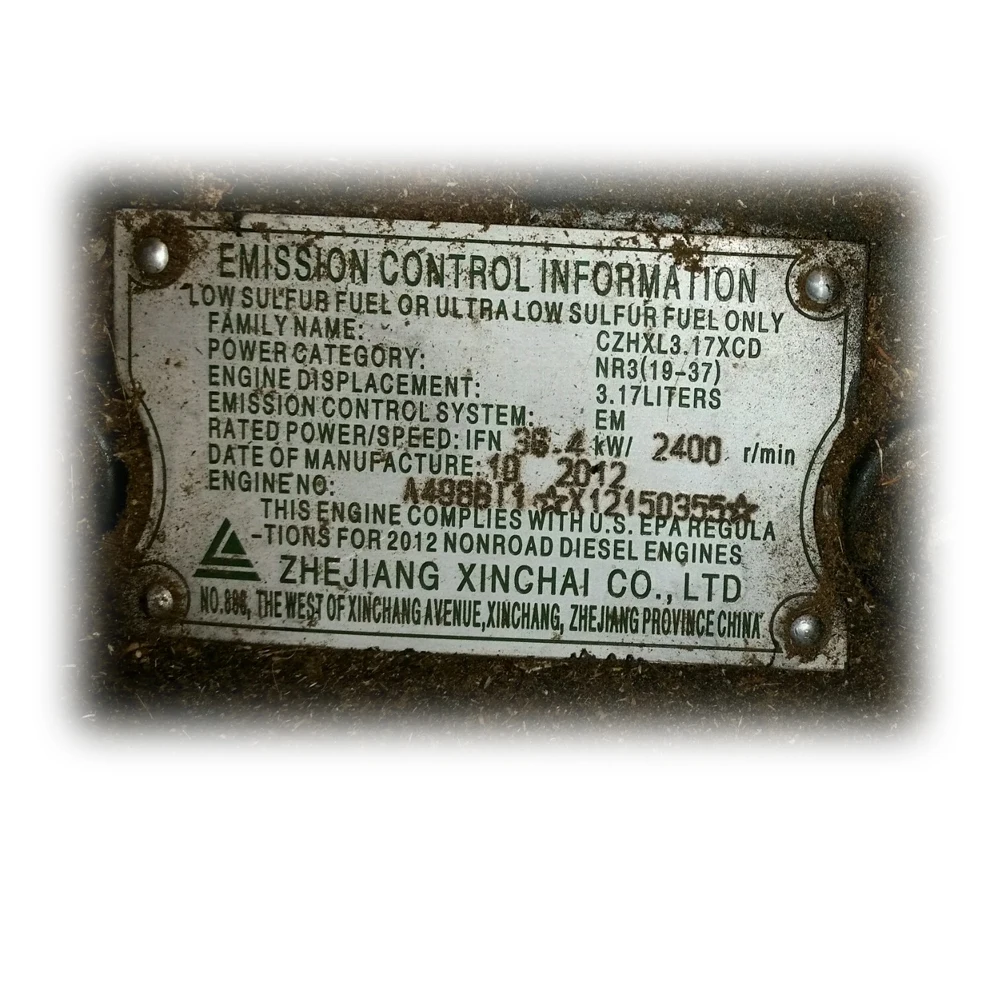 EMISSION CONTROL INFORMATION
LOW SULFUR FUEL OR ULTRA LOW SULFUR FUEL ONLY
FAMILY NAME: CZHXL3.17XCD
POWER CATEGORY: NR3(19-37)
ENGINE DISPLACEMENT: 3.17LITERS
EMISSION CONTROL SYSTEM: EM
RATED POWER/SPEED: IFN 36.4 kW/ 2400 r/min
DATE OF MANUFACTURE: 10 2012
ENGINE NO: A498BT1 ☆X12150355☆
THIS ENGINE COMPLIES WITH U.S. EPA REGULA
-TIONS FOR 2012 NONROAD DIESEL ENGINES
ZHEJIANG XINCHAI CO., LTD
NO.888, THE WEST OF XINCHANG AVENUE, XINCHANG, ZHEJIANG PROVINCE CHINA